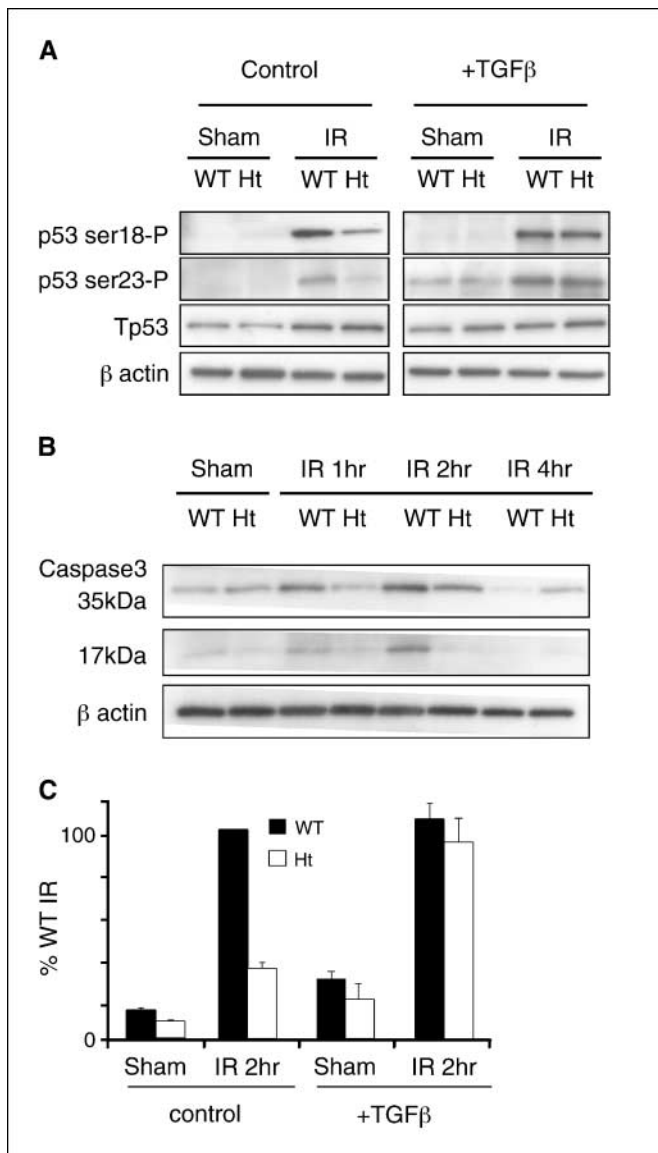 A
Control +TGFβ
Sham IR Sham IR
WT Ht WT Ht WT Ht WT Ht
p53 ser18-P
p53 ser23-P
Tp53
β actin
B
Sham IR 1hr IR 2hr IR 4hr
WT Ht WT Ht WT Ht WT Ht
Caspase3
35kDa
17kDa
β actin
C
% WT IR
100
0
WT
Ht
Sham IR 2hr Sham IR 2hr
control +TGFβ